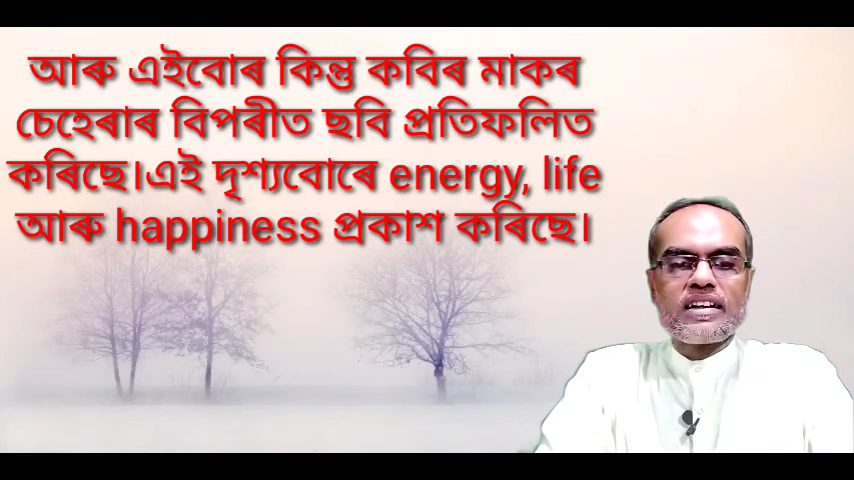 আৰু এইবোৰ কিন্তু কবিৰ মাকৰ
চেহেৰাৰ বিপৰীত ছবি প্ৰতিফলিত
কৰিছে।এই দৃশ্যবোৰে energy, life
আৰু happiness প্ৰকাশ কৰিছে।